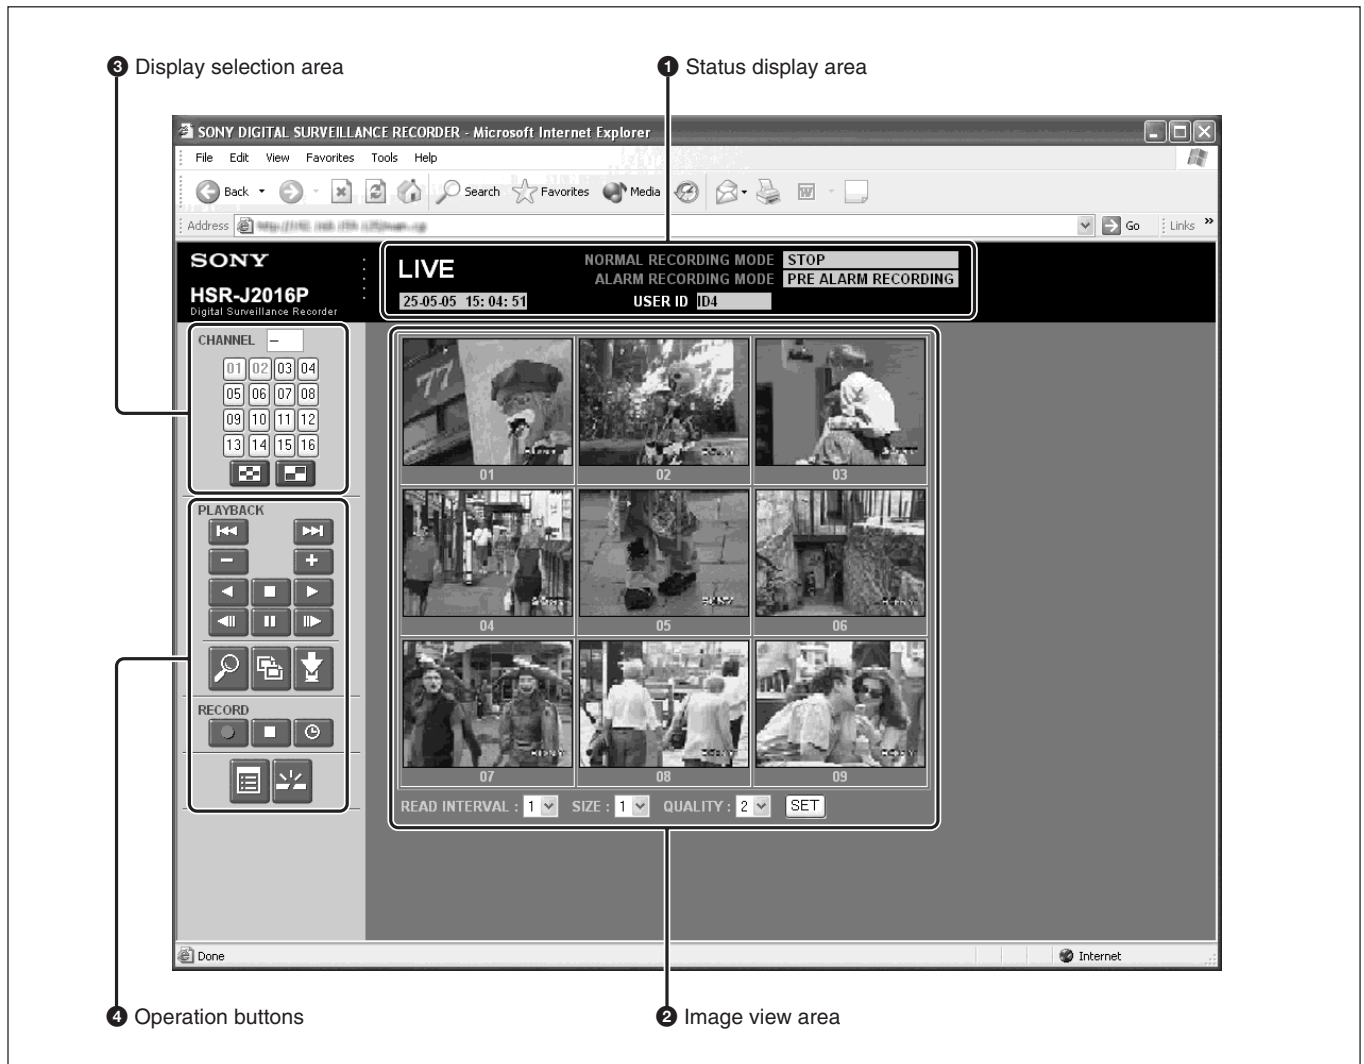 ❸ Display selection area
❶ Status display area
SONY DIGITAL SURVEILLANCE RECORDER - Microsoft Internet Explorer
File Edit View Favorites Tools Help
Back Search Favorites Media
Address Go Links »
SONY
HSR-J2016P
Digital Surveillance Recorder
LIVE
NORMAL RECORDING MODE STOP
ALARM RECORDING MODE PRE ALARM RECORDING
25-05-05 15:04:51 USER ID ID4
CHANNEL –
01 02 03 04
05 06 07 08
09 10 11 12
13 14 15 16
PLAYBACK
RECORD
77
01 02 03
04 05 06
07 08 09
READ INTERVAL : 1 SIZE : 1 QUALITY : 2 SET
Done Internet
❹ Operation buttons
❷ Image view area